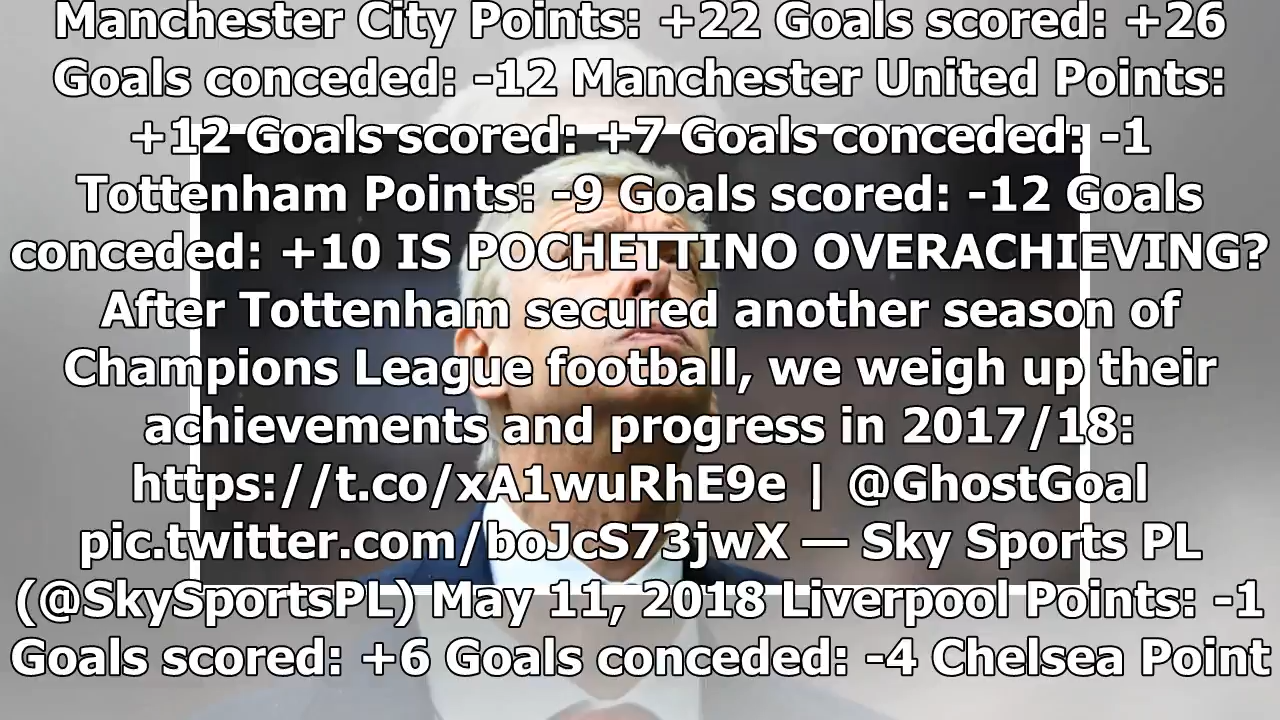 Manchester City Points: +22 Goals scored: +26
Goals conceded: -12 Manchester United Points:
+12 Goals scored: +7 Goals conceded: -1
Tottenham Points: -9 Goals scored: -12 Goals
conceded: +10 IS POCHETTINO OVERACHIEVING?
After Tottenham secured another season of
Champions League football, we weigh up their
achievements and progress in 2017/18:
https://t.co/xA1wuRhE9e | @GhostGoal
pic.twitter.com/boJcS73jwX — Sky Sports PL
(@SkySportsPL) May 11, 2018 Liverpool Points: -1
Goals scored: +6 Goals conceded: -4 Chelsea Point